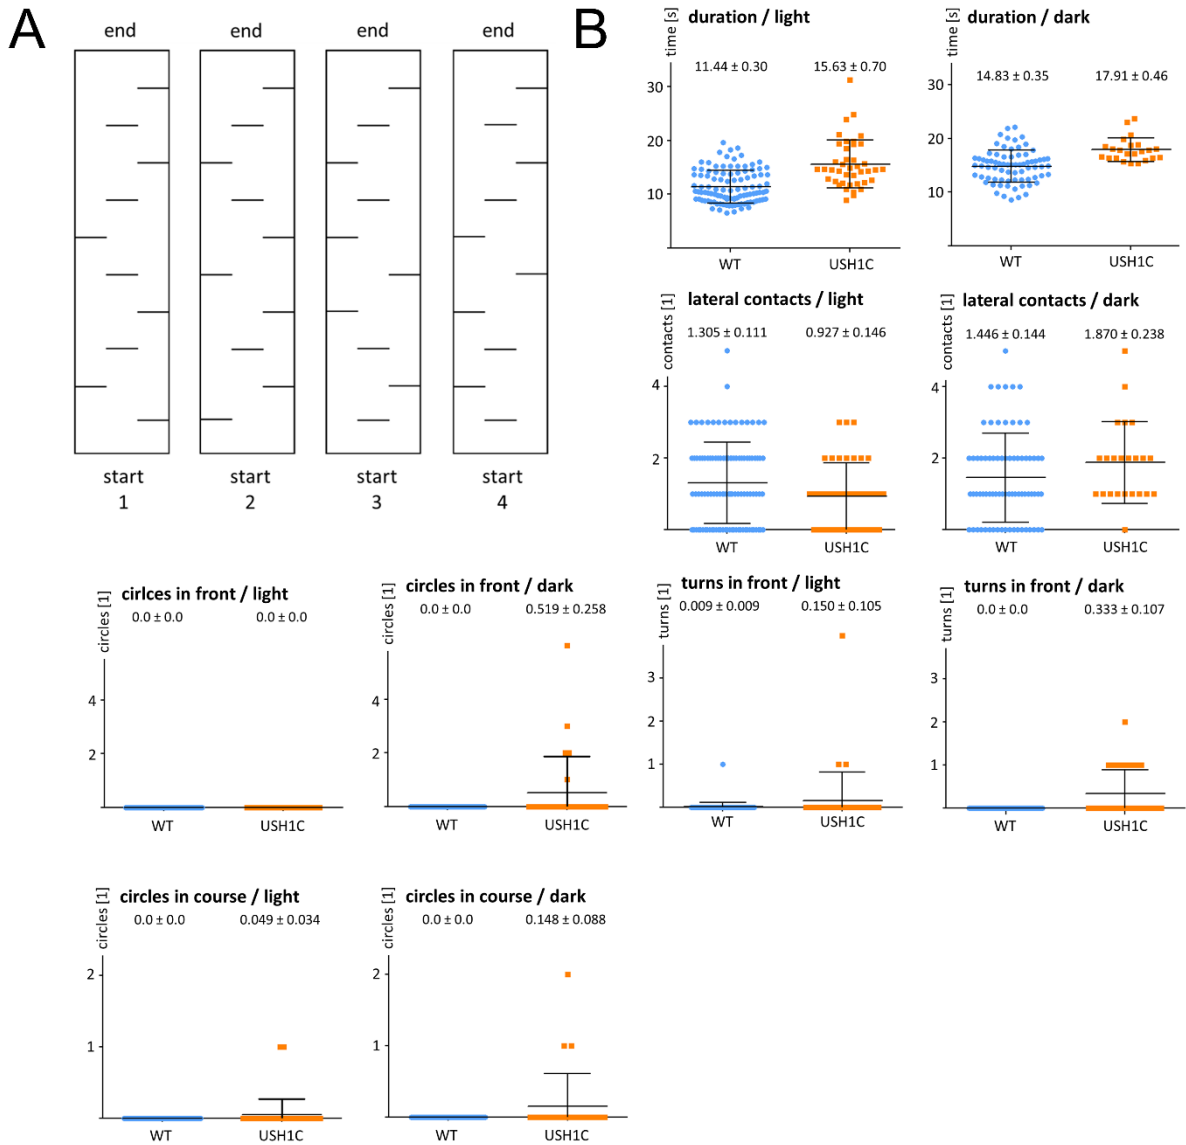 A
end end end end
start start start start
1 2 3 4
B
duration / light
time [s]
11.44 ± 0.30 15.63 ± 0.70
30
20
10
WT USH1C
duration / dark
time [s]
14.83 ± 0.35 17.91 ± 0.46
30
20
10
WT USH1C
lateral contacts / light
contacts [1]
1.305 ± 0.111 0.927 ± 0.146
4
2
WT USH1C
lateral contacts / dark
contacts [1]
1.446 ± 0.144 1.870 ± 0.238
4
2
WT USH1C
cirlces in front / light
circles [1]
0.0 ± 0.0 0.0 ± 0.0
4
2
WT USH1C
circles in front / dark
circles [1]
0.0 ± 0.0 0.519 ± 0.258
4
2
WT USH1C
turns in front / light
turns [1]
0.009 ± 0.009 0.150 ± 0.105
3
2
1
WT USH1C
turns in front / dark
turns [1]
0.0 ± 0.0 0.333 ± 0.107
3
2
1
WT USH1C
circles in course / light
circles [1]
0.0 ± 0.0 0.049 ± 0.034
2
1
WT USH1C
circles in course / dark
circles [1]
0.0 ± 0.0 0.148 ± 0.088
2
1
WT USH1C